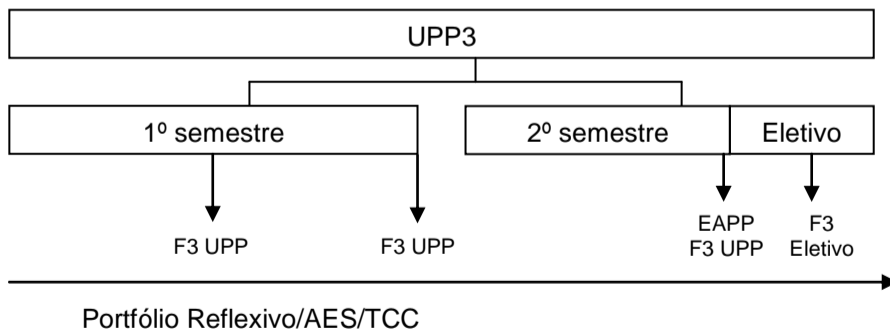 UPP3
1º semestre
2º semestre
Eletivo
F3 UPP
F3 UPP
EAPP
F3 UPP
F3
Eletivo
Portfólio Reflexivo/AES/TCC